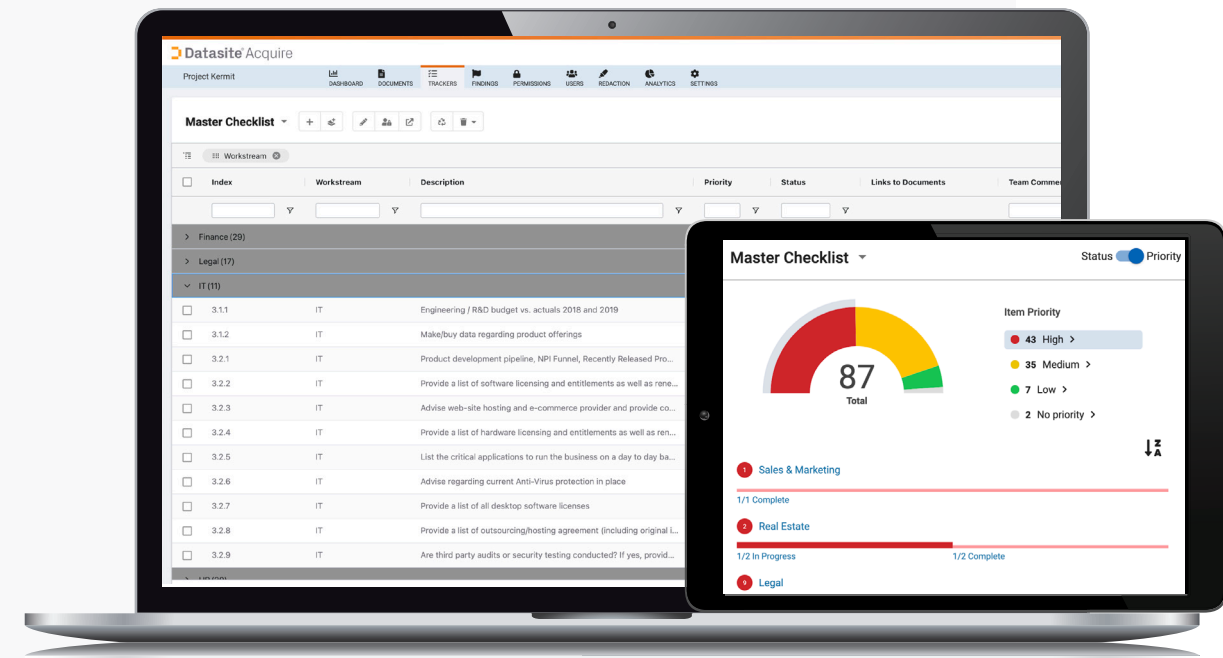 Datasite Acquire
Project Kermit
DASHBOARD DOCUMENTS TRACKERS FINDINGS PERMISSIONS USERS REDACTION ANALYTICS SETTINGS
Master Checklist
Workstream
Index Workstream Description Priority Status Links to Documents Team Comme
Finance (29)
Legal (17)
IT (11)
3.1.1 IT Engineering / R&D budget vs. actuals 2018 and 2019
3.1.2 IT Make/buy data regarding product offerings
3.2.1 IT Product development pipeline, NPI Funnel, Recently Released Pro...
3.2.2 IT Provide a list of software licensing and entitlements as well as rene...
3.2.3 IT Advise web-site hosting and e-commerce provider and provide co...
3.2.4 IT Provide a list of hardware licensing and entitlements as well as ren...
3.2.5 IT List the critical applications to run the business on a day to day ba...
3.2.6 IT Advise regarding current Anti-Virus protection in place
3.2.7 IT Provide a list of all desktop software licenses
3.2.8 IT Provide a list of outsourcing/hosting agreement (including original i...
3.2.9 IT Are third party audits or security testing conducted? If yes, provid...
Master Checklist
Status Priority
87
Total
Item Priority
43 High >
35 Medium >
7 Low >
2 No priority >
Z
A
1 Sales & Marketing
1/1 Complete
2 Real Estate
1/2 In Progress 1/2 Complete
9 Legal